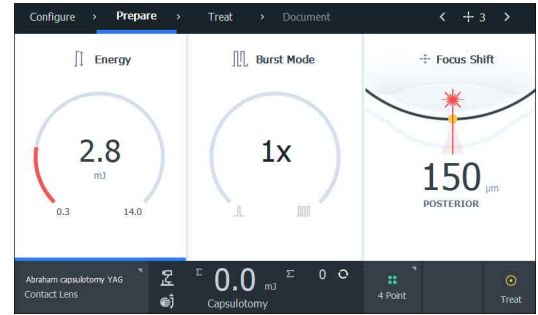 Configure > Prepare > Treat > Document < 3 >
Energy
2.8
mJ
0.3 14.0
Burst Mode
1x
Focus Shift
150 µm
POSTERIOR
Abraham capsulotomy YAG
Contact Lens
Σ 0.0 mJ Σ 0
Capsulotomy
4 Point
Treat